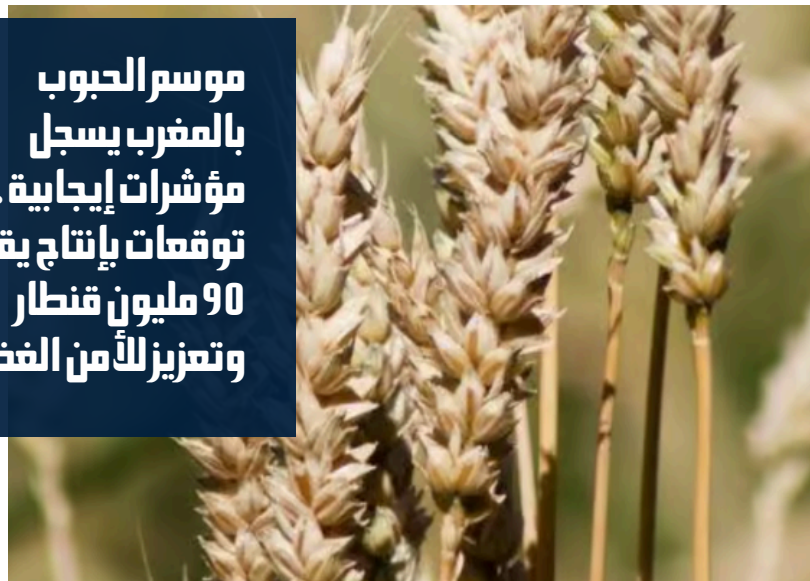 موسم الحبوب
بالمغرب يسجل
مؤشرات إيجابية
توقعات بإنتاج
90 مليون قنطار
وتعزيز للأمن